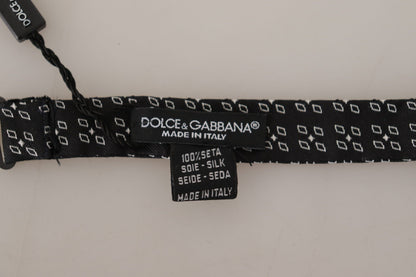 DOLCE & GABBANA®
MADE IN ITALY
100%SETA
SOIE - SILK
SEIDE - SEDA
MADE IN ITALY